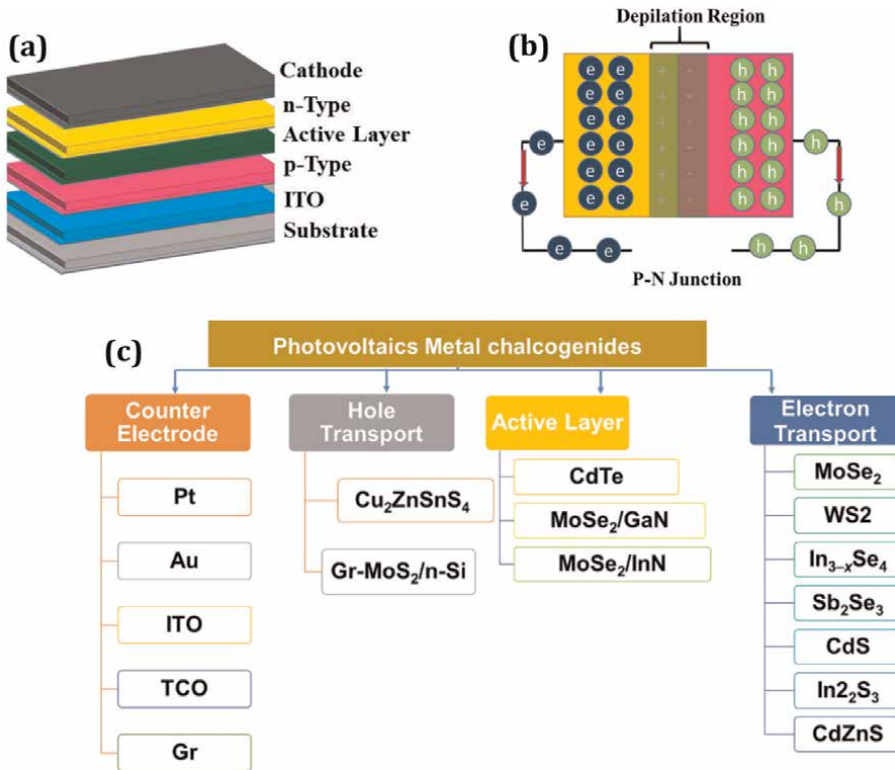 (a)
Cathode
n-Type
Active Layer
p-Type
ITO
Substrate
(b)
Depilation Region
e e + - h h
e e + - h h
e e + - h h
e e e + - h h h
e e e + - h h h
e e + - h h
e e h h
P-N Junction
(c)
Photovoltaics Metal chalcogenides
Counter
Electrode
Pt
Au
ITO
TCO
Gr
Hole
Transport
Cu₂ZnSnS₄
Gr-MoS₂/n-Si
Active Layer
CdTe
MoSe₂/GaN
MoSe₂/InN
Electron
Transport
MoSe₂
WS2
In₃₋ₓSe₄
Sb₂Se₃
CdS
In2₂S₃
CdZnS